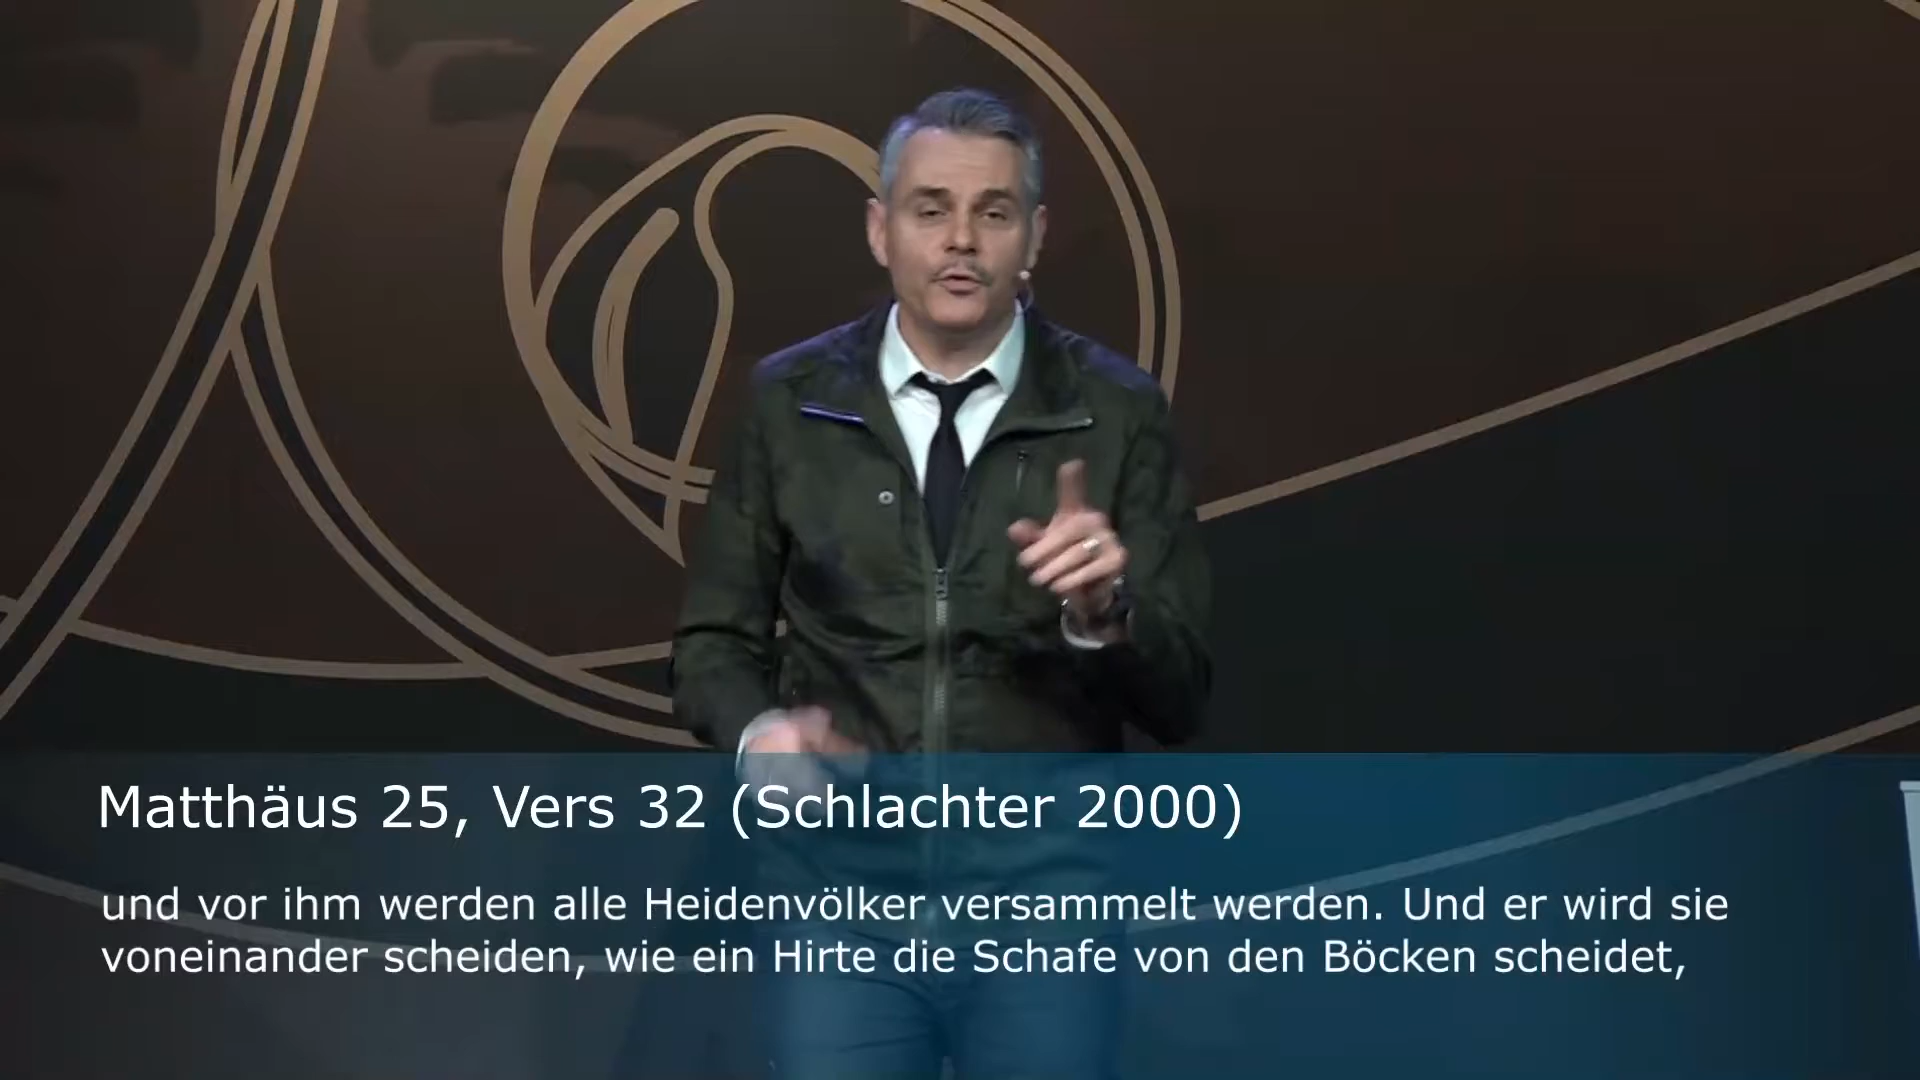 Matthäus 25, Vers 32 (Schlachter 2000)
und vor ihm werden alle Heidenvölker versammelt werden. Und er wird sie
voneinander scheiden, wie ein Hirte die Schafe von den Böcken scheidet,